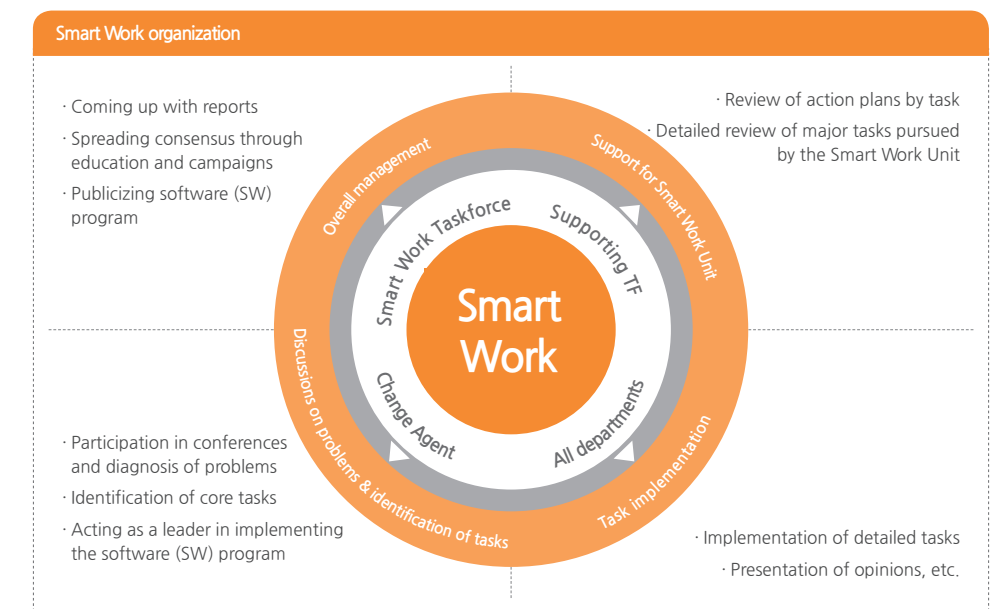 Smart Work organization
· Coming up with reports
· Spreading consensus through
education and campaigns
· Publicizing software (SW)
program
· Review of action plans by task
· Detailed review of major tasks pursued
by the Smart Work Unit
Overall management
Support for Smart Work Unit
Smart Work Taskforce
Supporting TF
Smart
Work
Change Agent
All departments
Discussions on problems & identification of tasks
Task implementation
· Participation in conferences
and diagnosis of problems
· Identification of core tasks
· Acting as a leader in implementing
the software (SW) program
· Implementation of detailed tasks
· Presentation of opinions, etc.